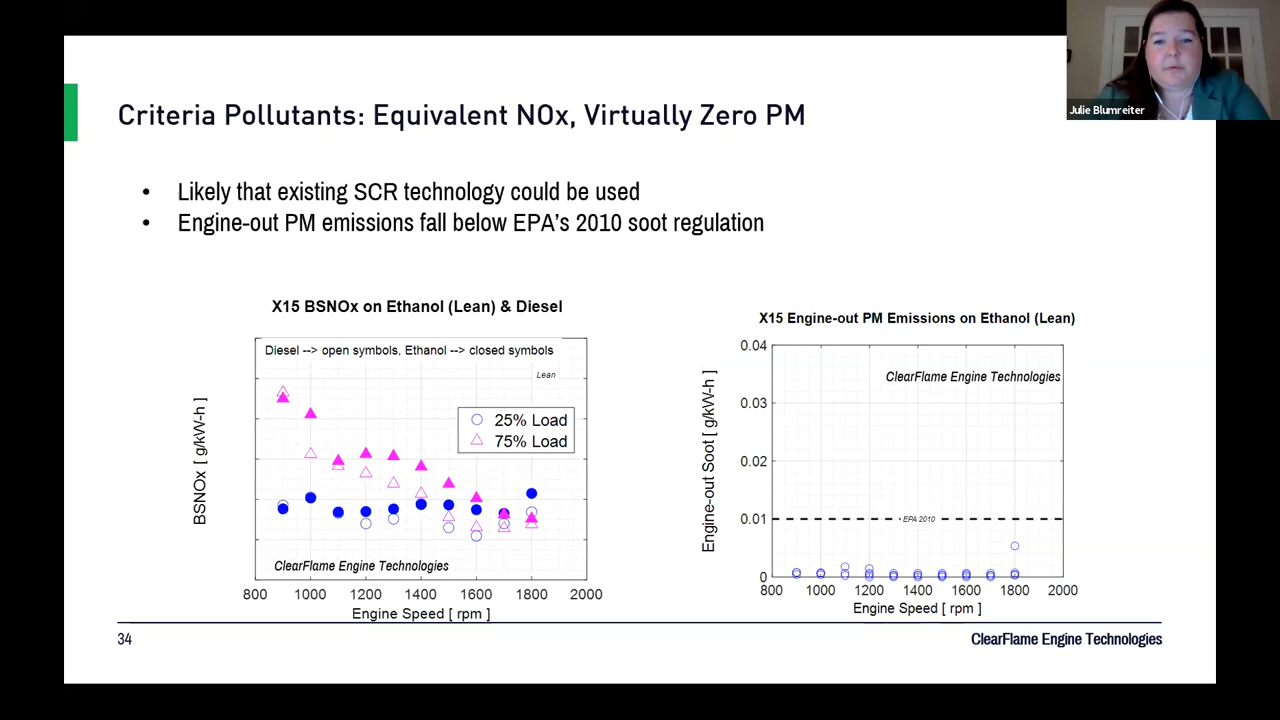 Julie Blumreiter
Criteria Pollutants: Equivalent NOx, Virtually Zero PM
• Likely that existing SCR technology could be used
• Engine-out PM emissions fall below EPA's 2010 soot regulation
X15 BSNOx on Ethanol (Lean) & Diesel
Diesel --> open symbols, Ethanol --> closed symbols
Lean
25% Load
75% Load
BSNOx [ g/kW-h ]
ClearFlame Engine Technologies
800 1000 1200 1400 1600 1800 2000
Engine Speed [ rpm ]
X15 Engine-out PM Emissions on Ethanol (Lean)
0.04
ClearFlame Engine Technologies
0.03
0.02
0.01
EPA 2010
0
Engine-out Soot [ g/kW-h ]
800 1000 1200 1400 1600 1800 2000
Engine Speed [ rpm ]
34
ClearFlame Engine Technologies